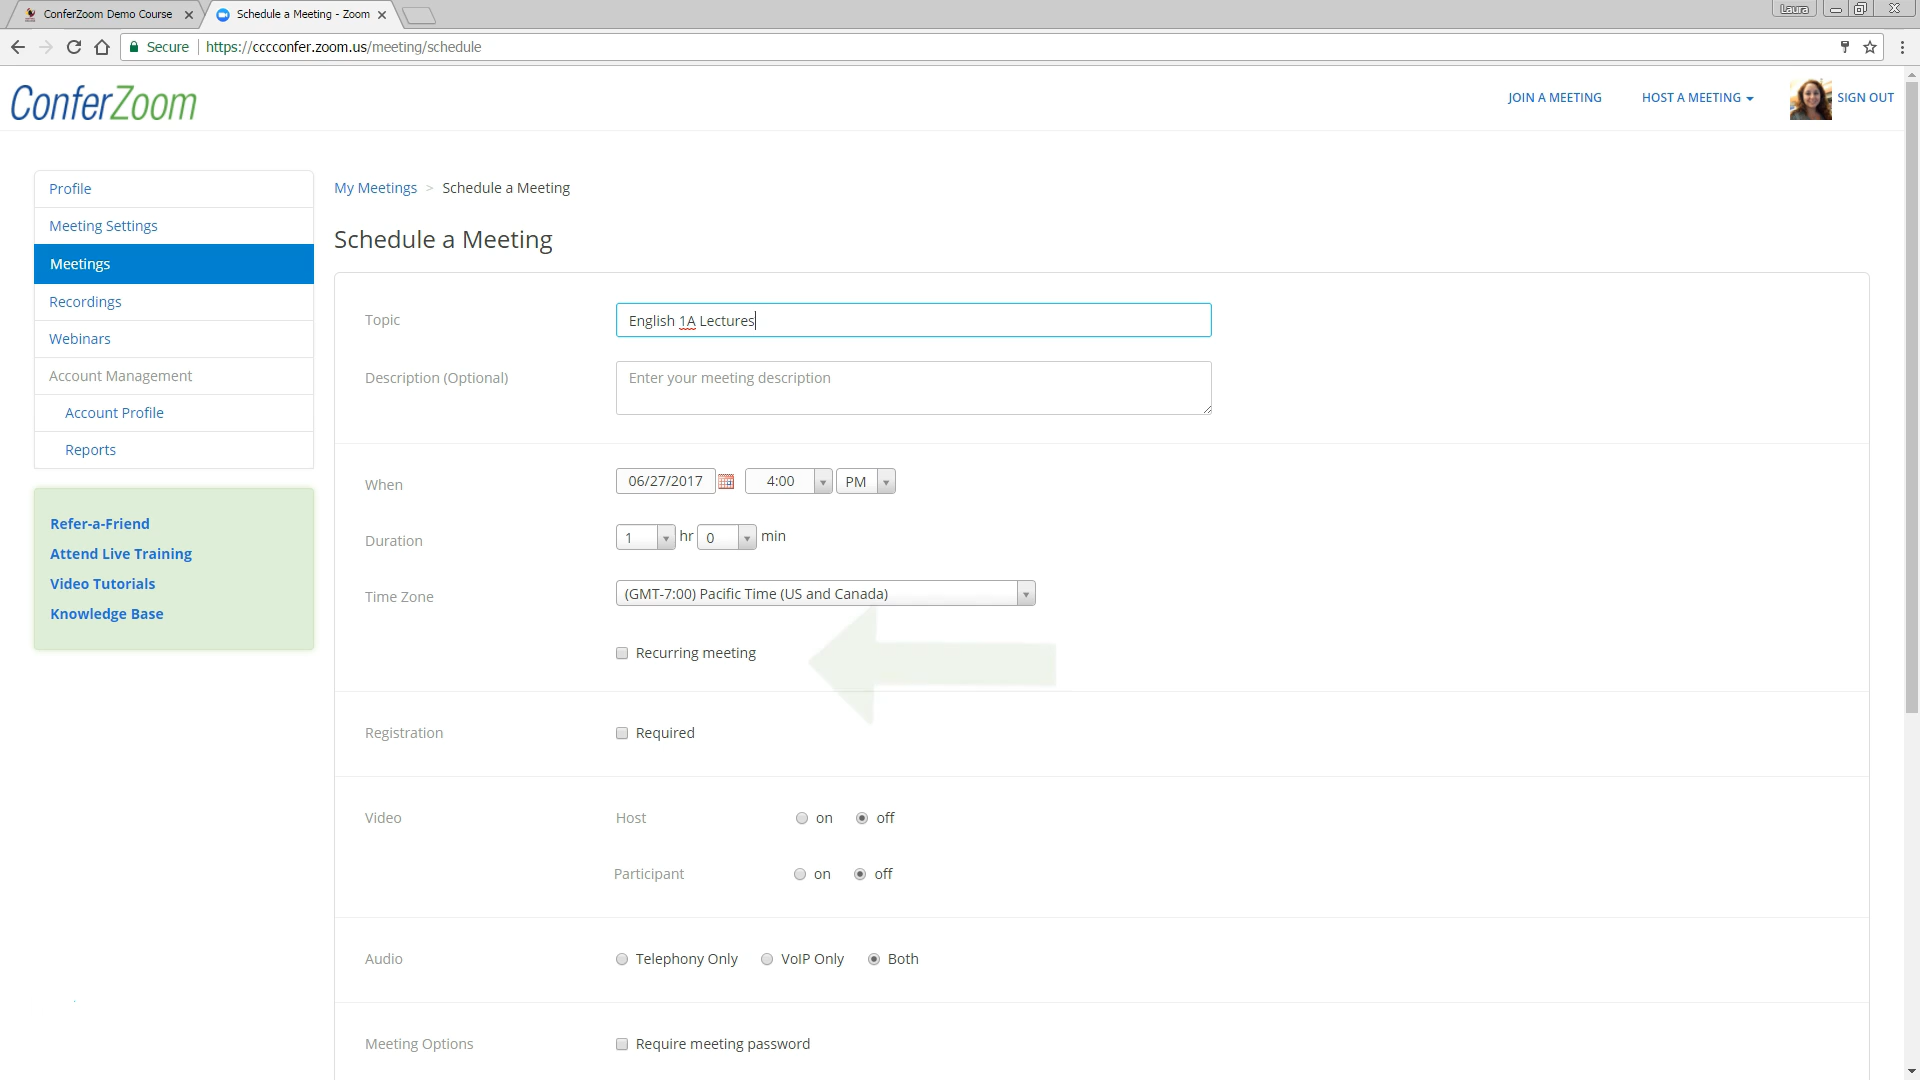 ConferZoom Demo Course
Schedule a Meeting - Zoom
Laura
Secure
https://cccconfer.zoom.us/meeting/schedule
ConferZoom
JOIN A MEETING
HOST A MEETING
SIGN OUT
Profile
Meeting Settings
Meetings
Recordings
Webinars
Account Management
Account Profile
Reports
Refer-a-Friend
Attend Live Training
Video Tutorials
Knowledge Base
My Meetings > Schedule a Meeting
Schedule a Meeting
Topic
English 1A Lectures
Description (Optional)
Enter your meeting description
When
06/27/2017 4:00 PM
Duration
1 hr 0 min
Time Zone
(GMT-7:00) Pacific Time (US and Canada)
Recurring meeting
Registration
Required
Video
Host on off
Participant on off
Audio
Telephony Only VoIP Only Both
Meeting Options
Require meeting password